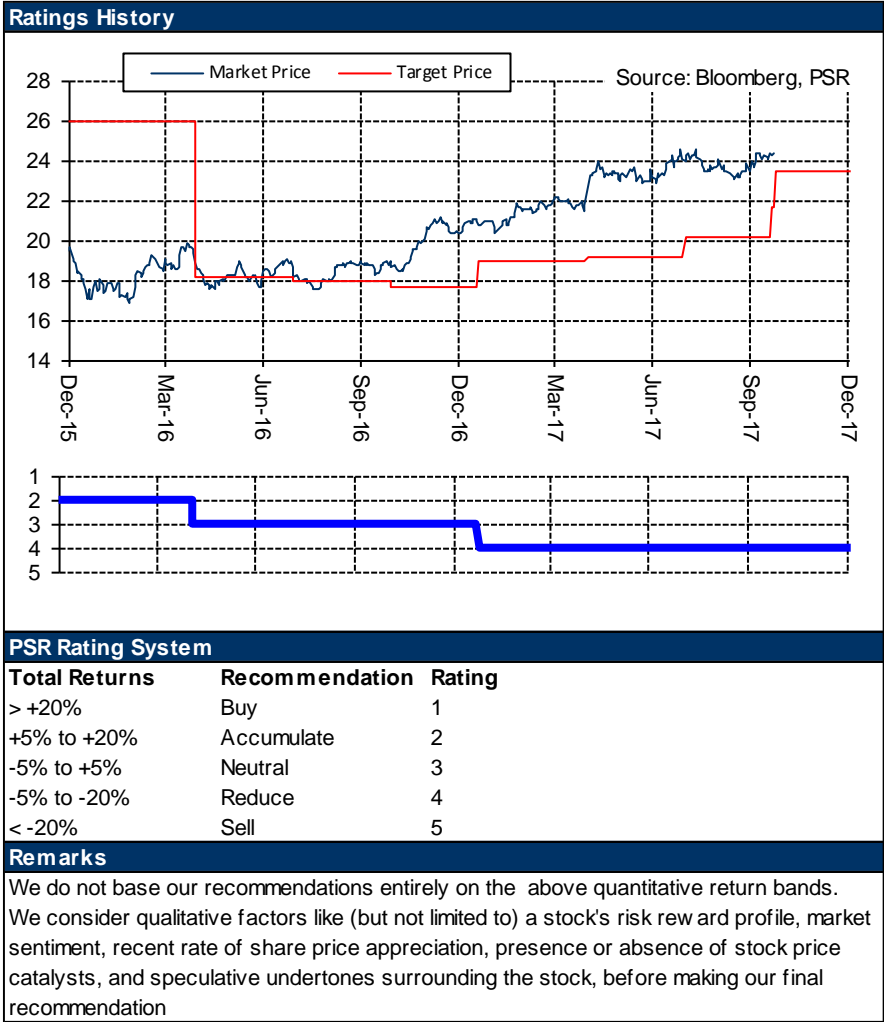 Ratings History
Market Price
Target Price
Source: Bloomberg, PSR
28
26
24
22
20
18
16
14
Dec-15
Mar-16
Jun-16
Sep-16
Dec-16
Mar-17
Jun-17
Sep-17
Dec-17
1
2
3
4
5
PSR Rating System
Total Returns Recommendation Rating
> +20% Buy 1
+5% to +20% Accumulate 2
-5% to +5% Neutral 3
-5% to -20% Reduce 4
< -20% Sell 5
Remarks
We do not base our recommendations entirely on the above quantitative return bands.
We consider qualitative factors like (but not limited to) a stock's risk reward profile, market
sentiment, recent rate of share price appreciation, presence or absence of stock price
catalysts, and speculative undertones surrounding the stock, before making our final
recommendation